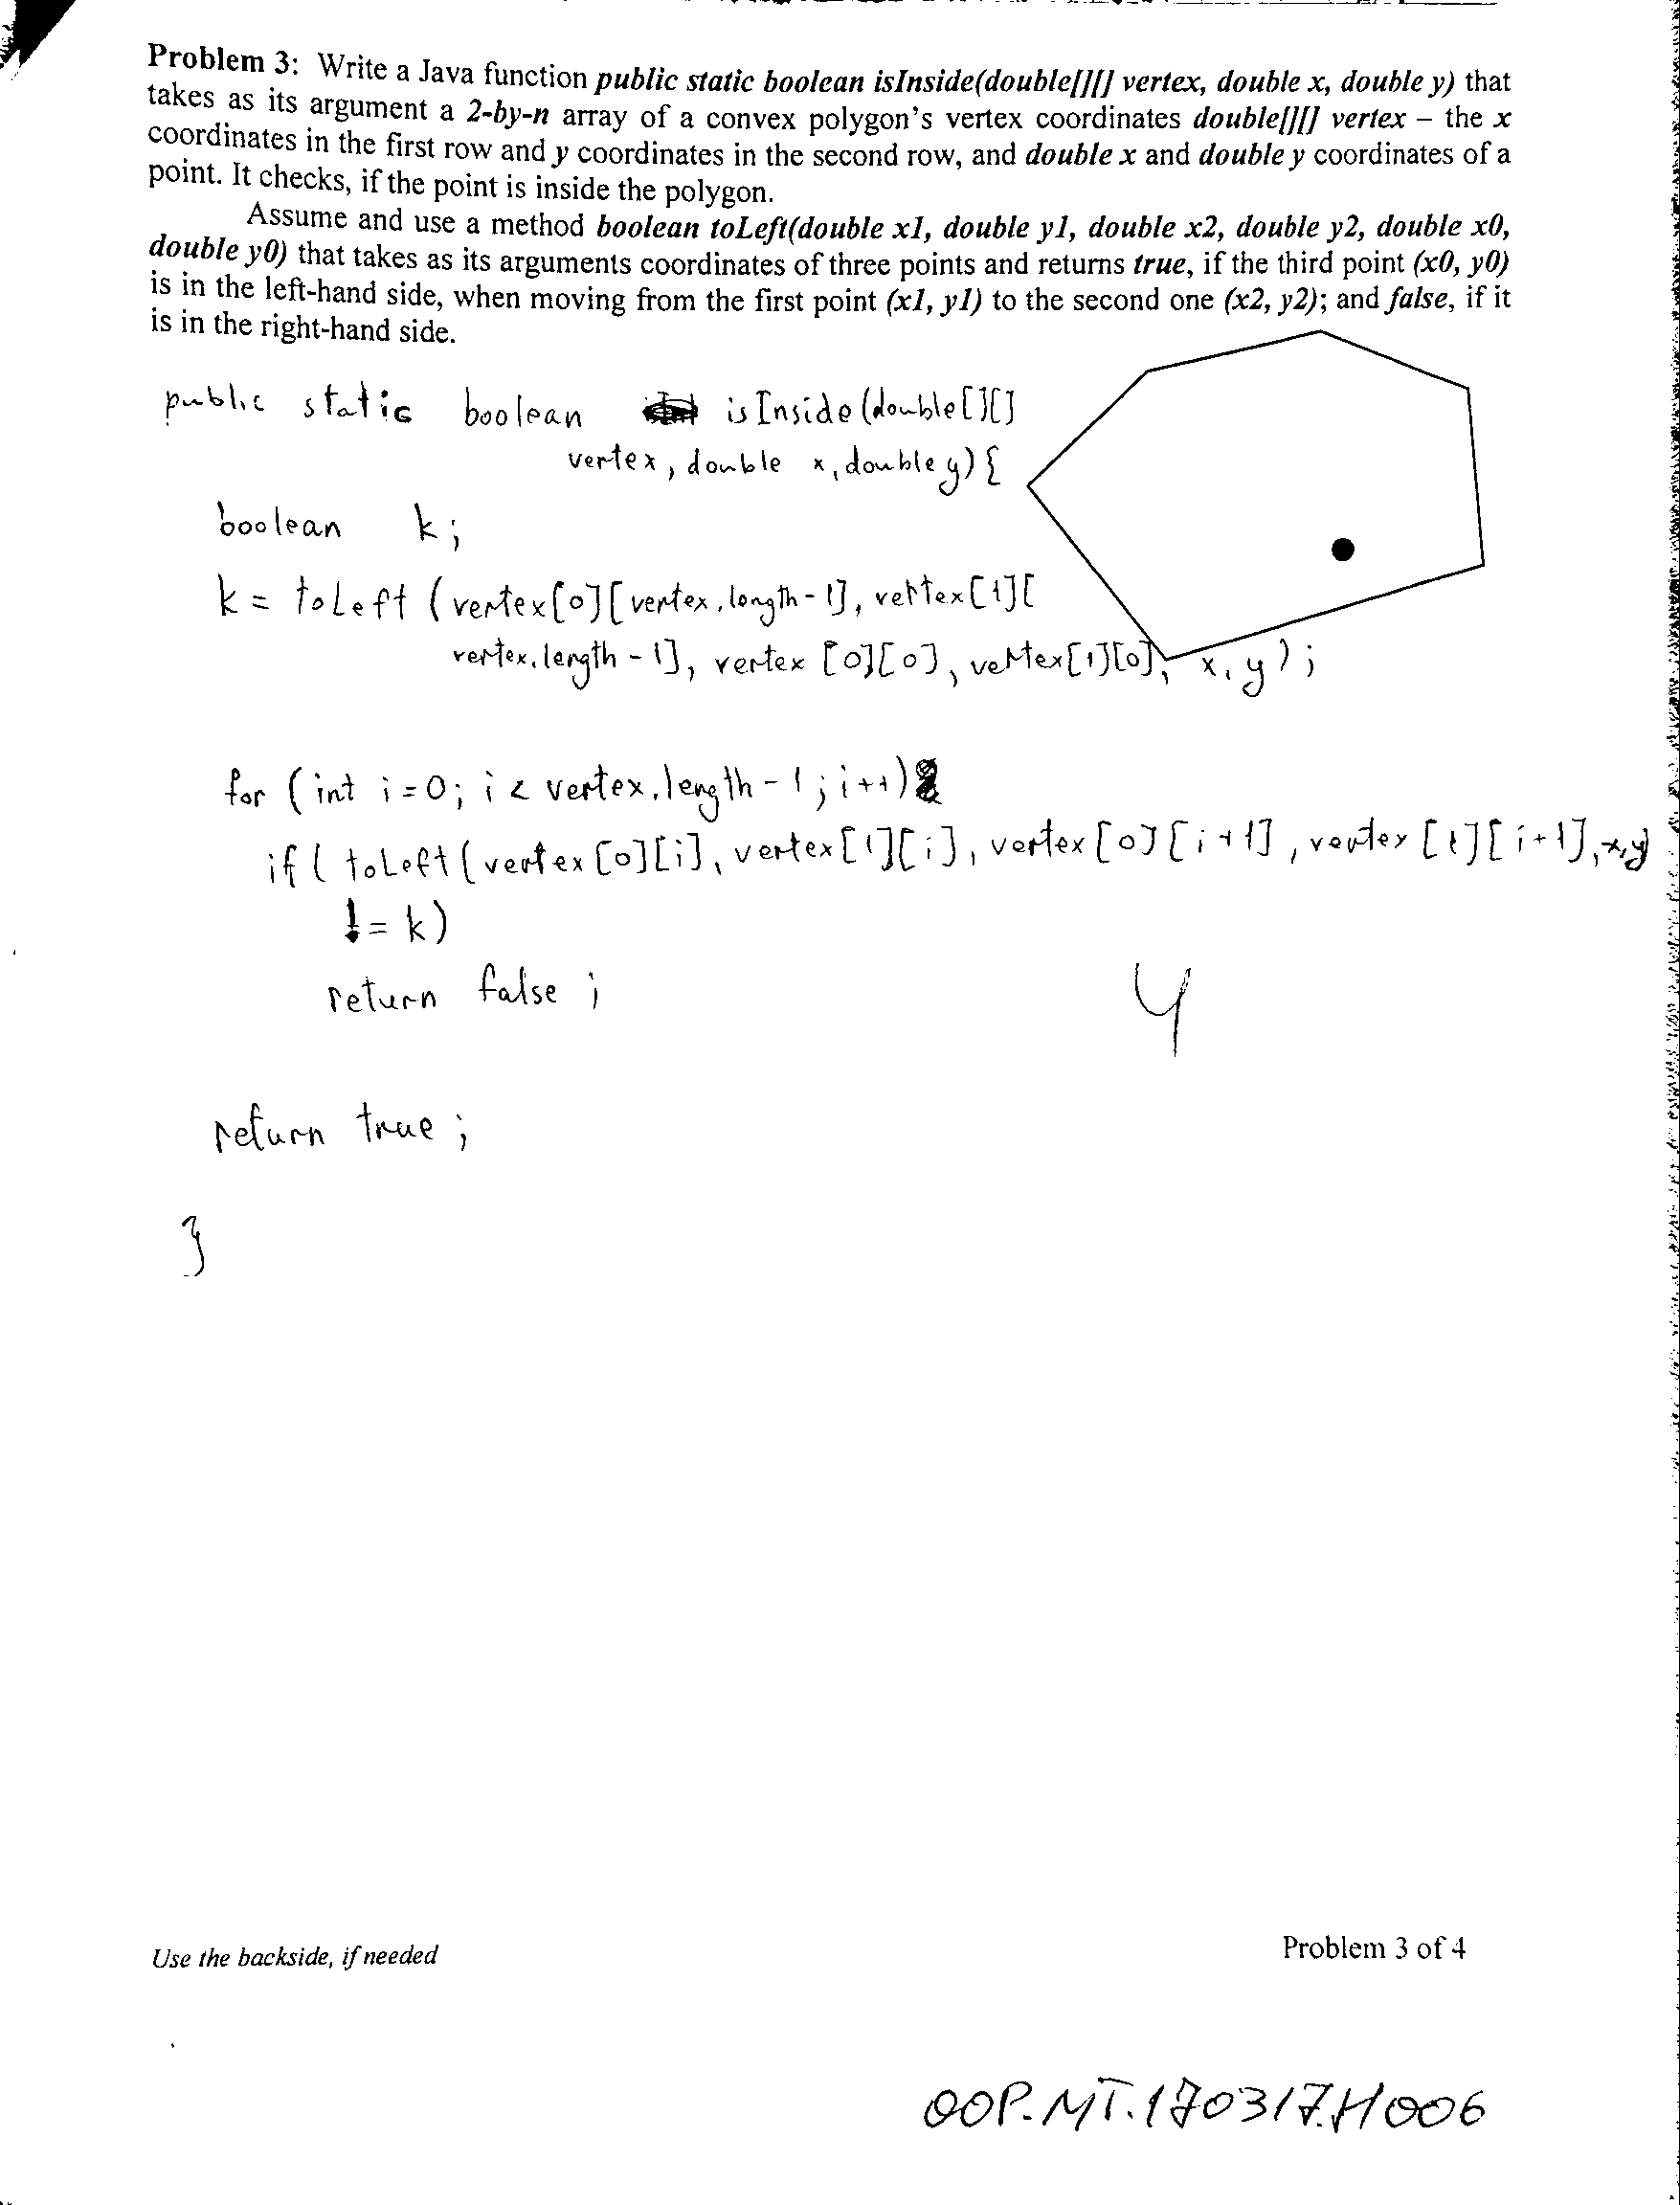 Problem 3: Write a Java function public static boolean isInside(double[][] vertex, double x, double y) that
takes as its argument a 2-by-n array of a convex polygon's vertex coordinates double[][] vertex – the x
coordinates in the first row and y coordinates in the second row, and double x and double y coordinates of a
point. It checks, if the point is inside the polygon.
Assume and use a method boolean toLeft(double x1, double y1, double x2, double y2, double x0,
double y0) that takes as its arguments coordinates of three points and returns true, if the third point (x0, y0)
is in the left-hand side, when moving from the first point (x1, y1) to the second one (x2, y2); and false, if it
is in the right-hand side.
public static boolean isInside(double[][]
vertex, double x, double y) {
boolean k;
k = toLeft (vertex[0][vertex.length-1], vertex[1][
vertex.length-1], vertex [0][0], vertex[1][0], x, y);
for (int i=0; i < vertex.length-1; i++)
if ( toLeft (vertex [0][i], vertex[1][i], vertex [0][i+1], vertex [1][i+1], x,y)
!= k)
return false ;
4
return true ;
}
Use the backside, if needed
Problem 3 of 4
OOP.MT.170317.H006